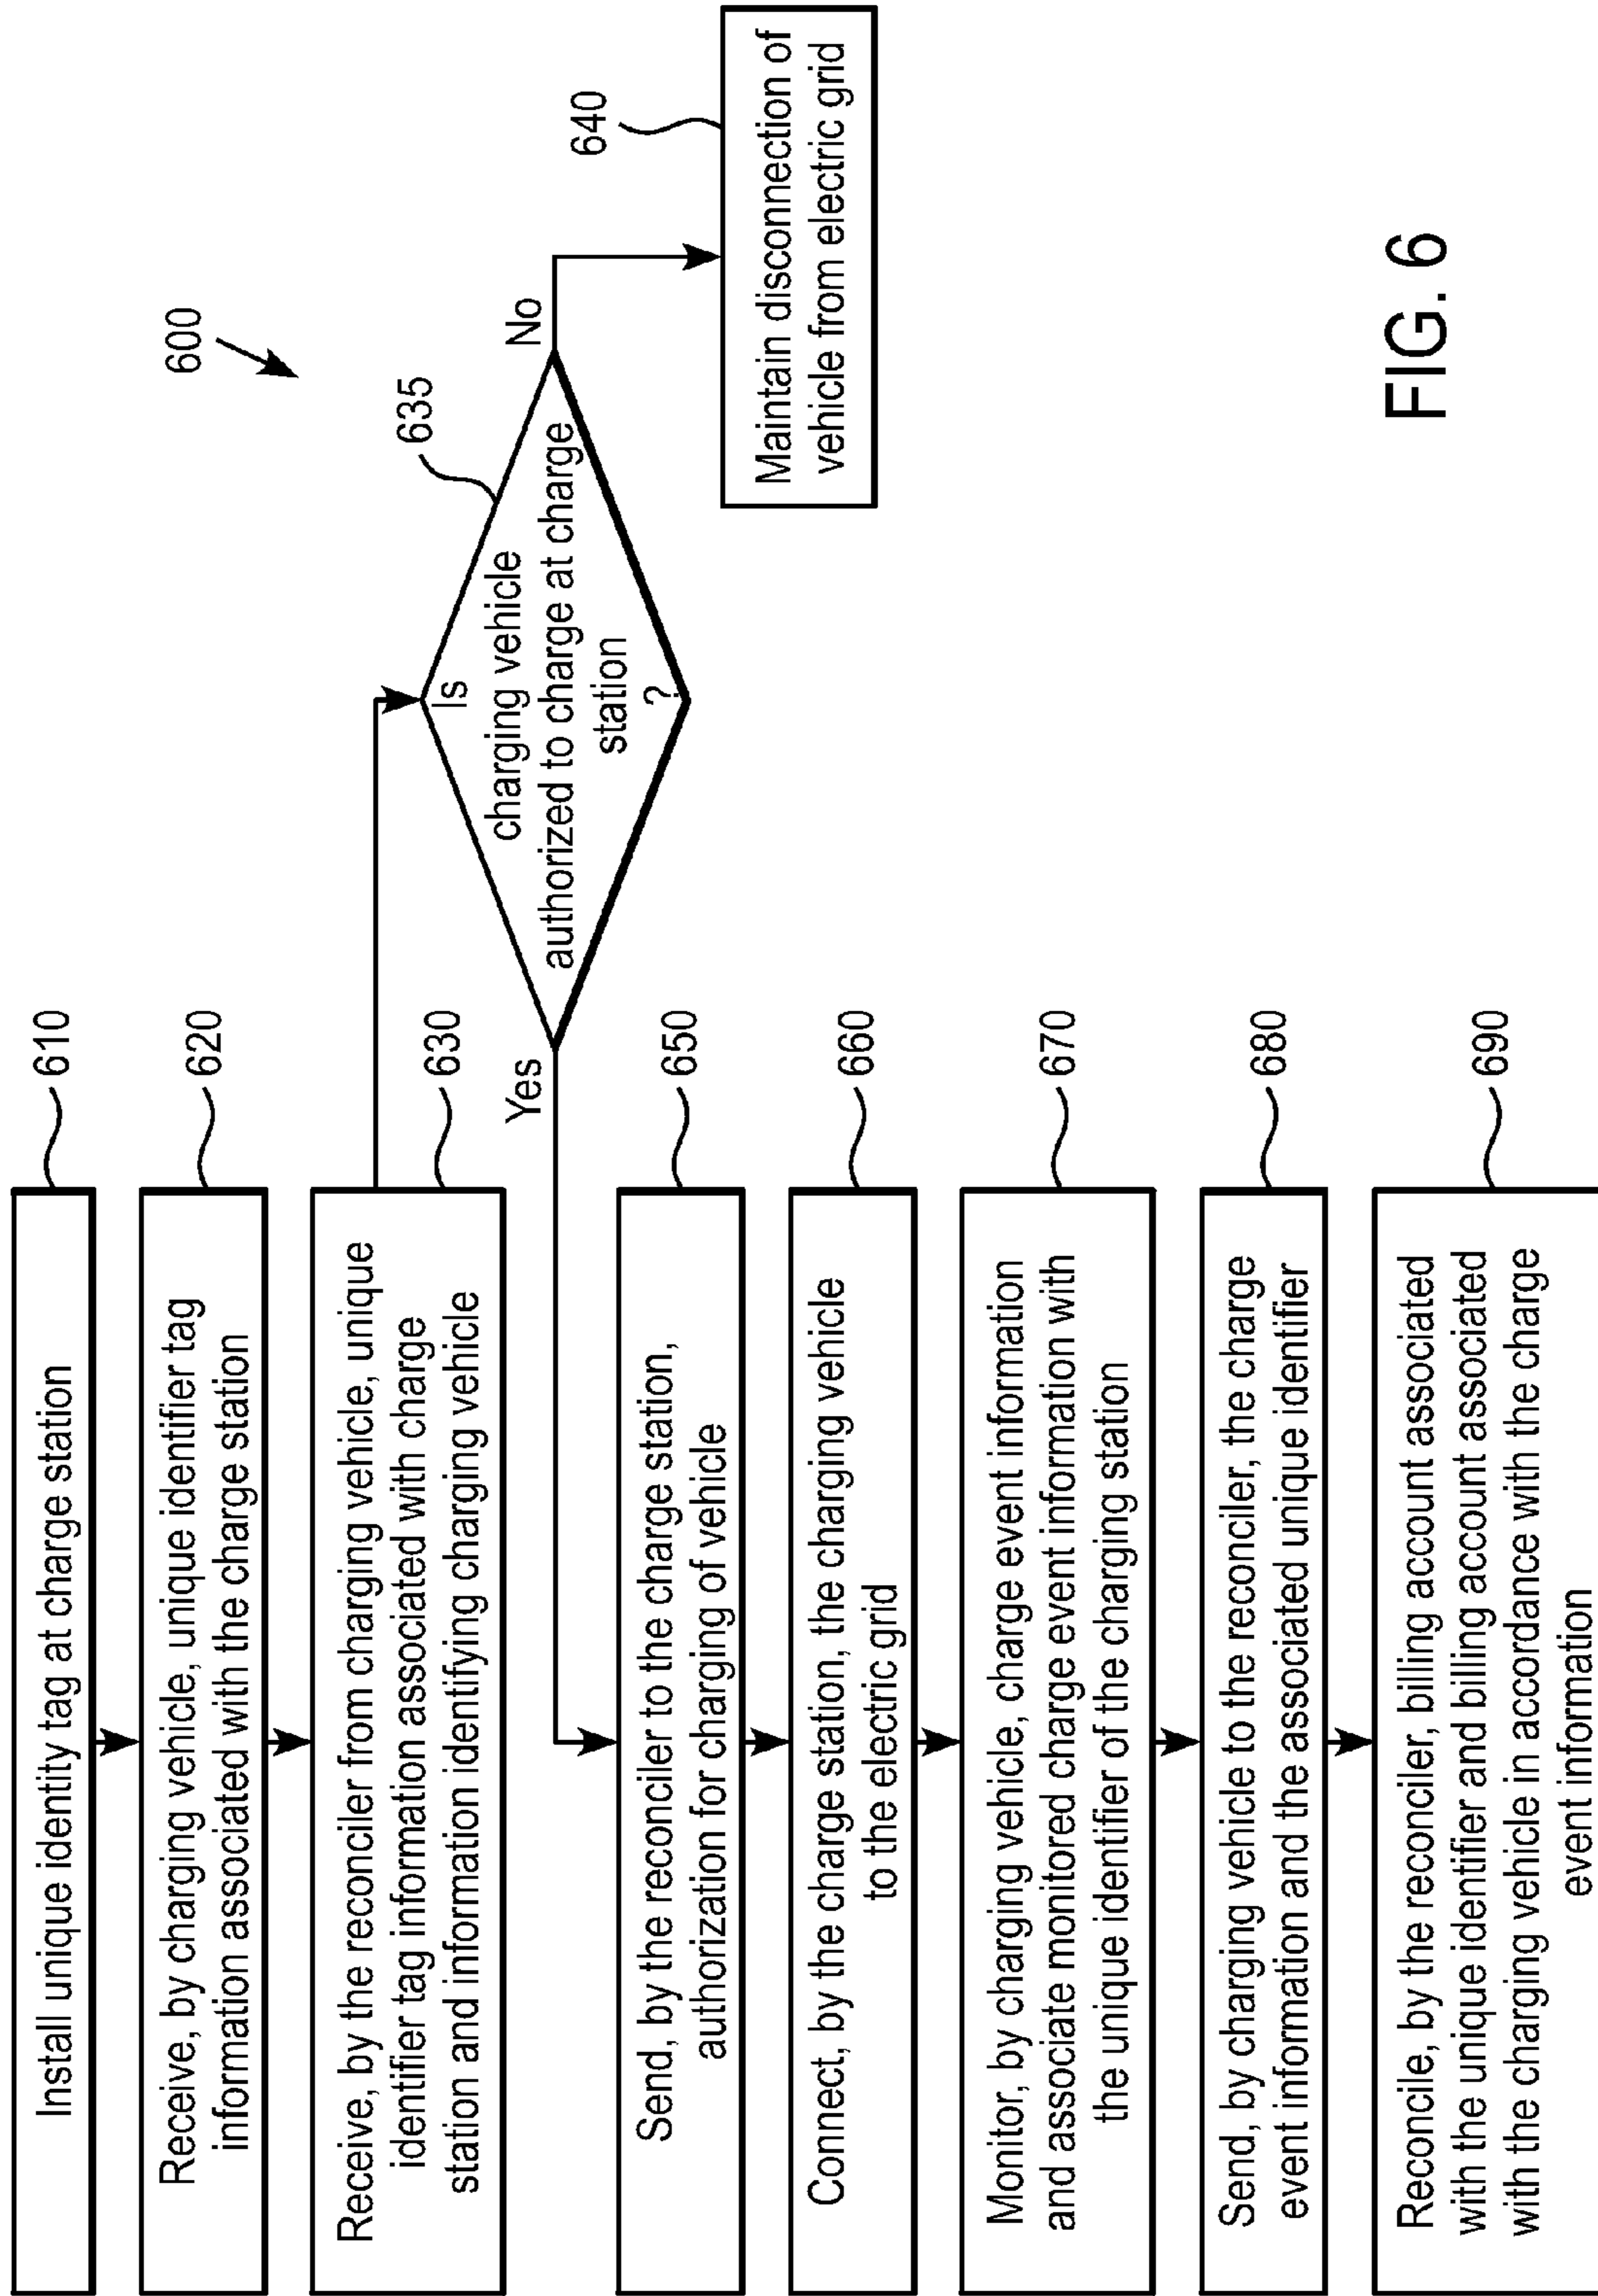 600
Install unique identity tag at charge station
610
Receive, by charging vehicle, unique identifier tag
information associated with the charge station
620
Receive, by the reconciler from charging vehicle, unique
identifier tag information associated with charge
station and information identifying charging vehicle
630
Is
charging vehicle
authorized to charge at charge
station
?
635
No
Yes
Maintain disconnection of
vehicle from electric grid
640
Send, by the reconciler to the charge station,
authorization for charging of vehicle
650
Connect, by the charge station, the charging vehicle
to the electric grid
660
Monitor, by charging vehicle, charge event information
and associate monitored charge event information with
the unique identifier of the charging station
670
Send, by charging vehicle to the reconciler, the charge
event information and the associated unique identifier
680
Reconcile, by the reconciler, billing account associated
with the unique identifier and billing account associated
with the charging vehicle in accordance with the charge
event information
690
FIG. 6